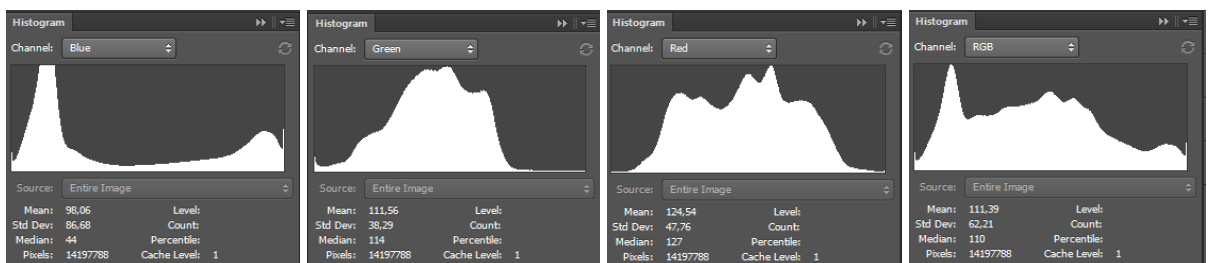 Histogram
Channel: Blue
Source: Entire Image
Mean: 98,06 Level:
Std Dev: 86,68 Count:
Median: 44 Percentile:
Pixels: 14197788 Cache Level: 1
Histogram
Channel: Green
Source: Entire Image
Mean: 111,56 Level:
Std Dev: 38,29 Count:
Median: 114 Percentile:
Pixels: 14197788 Cache Level: 1
Histogram
Channel: Red
Source: Entire Image
Mean: 124,54 Level:
Std Dev: 47,76 Count:
Median: 127 Percentile:
Pixels: 14197788 Cache Level: 1
Histogram
Channel: RGB
Source: Entire Image
Mean: 111,39 Level:
Std Dev: 62,21 Count:
Median: 110 Percentile:
Pixels: 14197788 Cache Level: 1